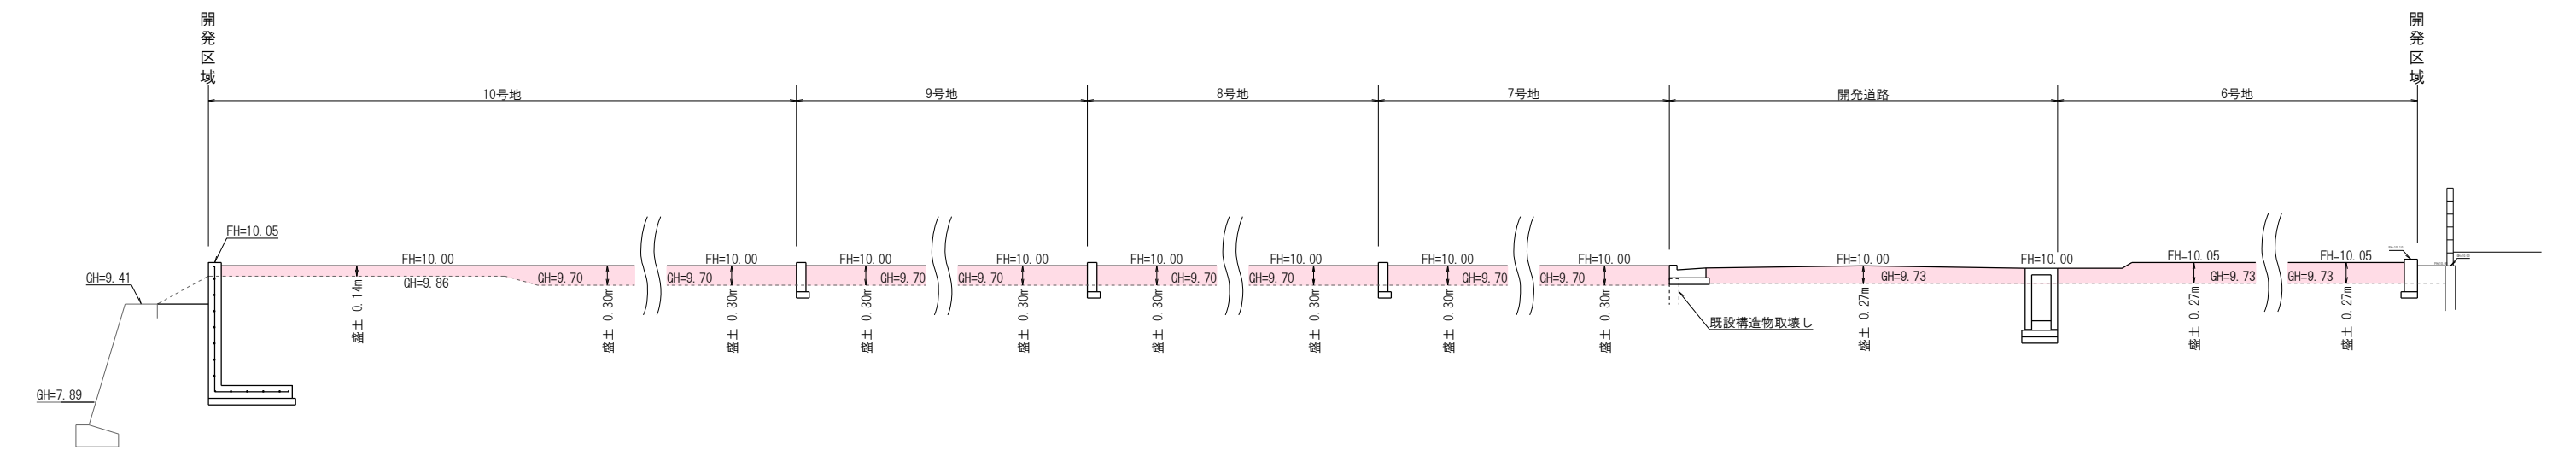 開発区域
開発区域
10号地
9号地
8号地
7号地
開発道路
6号地
FH=10.05
GH=9.41
GH=7.89
FH=10.00
盛土 0.14m
GH=9.86
GH=9.70
盛土 0.30m
FH=10.00
GH=9.70
盛土 0.30m
FH=10.00
GH=9.70
盛土 0.30m
FH=10.00
GH=9.70
盛土 0.30m
FH=10.00
GH=9.70
盛土 0.30m
FH=10.00
GH=9.70
盛土 0.30m
FH=10.00
GH=9.70
盛土 0.30m
FH=10.00
GH=9.70
盛土 0.30m
既設構造物取壊し
FH=10.00
GH=9.73
盛土 0.27m
FH=10.00
FH=10.05
GH=9.73
盛土 0.27m
FH=10.05
GH=9.73
盛土 0.27m